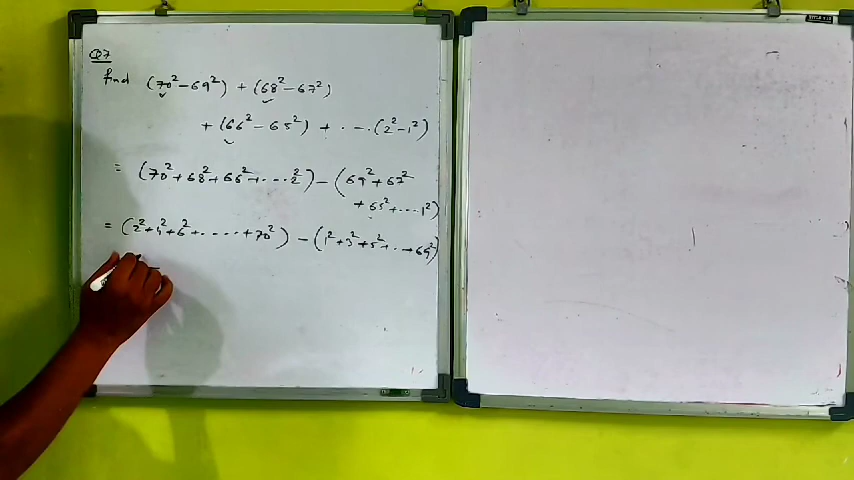 Q7
find (70²-69²) + (68²-67²)
+ (66²-65²) + ... (2²-1²)
= (70²+68²+66²+...2²) - (69²+67²
+ 65²+...1²)
= (2²+4²+6²+.....+70²) - (1²+3²+5²+...+69²)